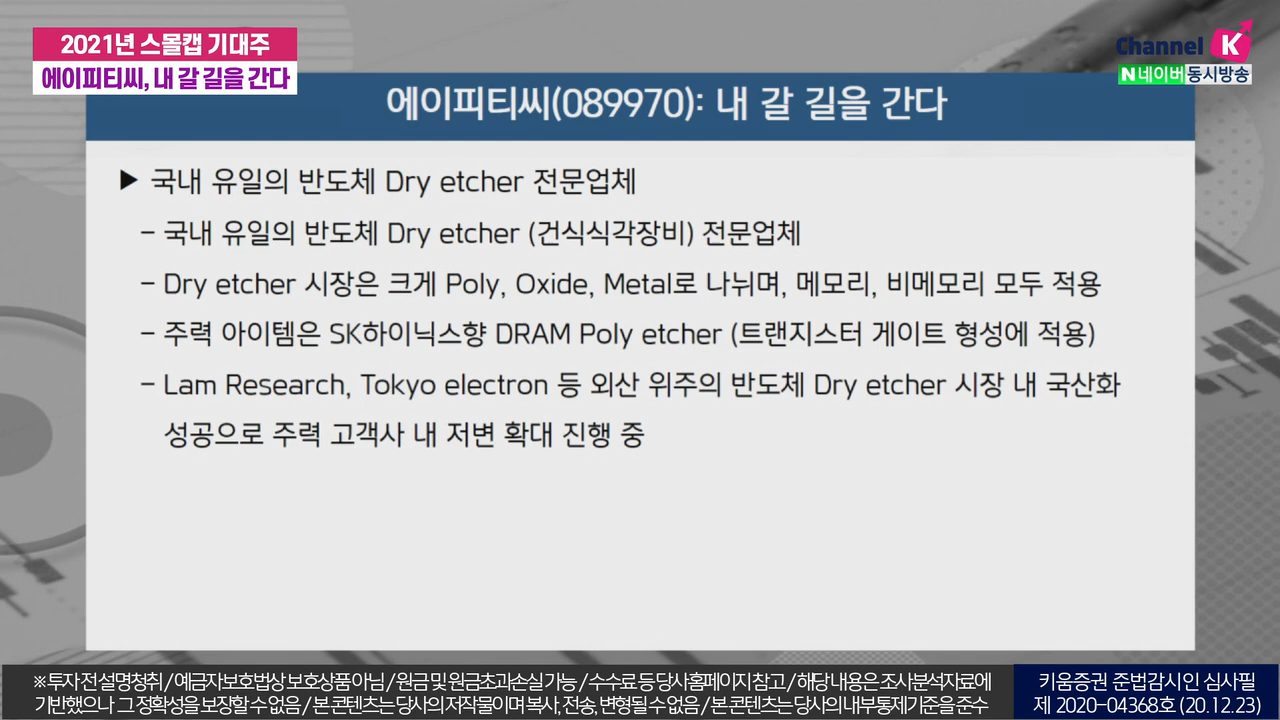 2021년 스몰캡 기대주
에이피티씨, 내 갈 길을 간다
Channel K
N 네이버 동시방송
에이피티씨(089970): 내 갈 길을 간다
▶ 국내 유일의 반도체 Dry etcher 전문업체
– 국내 유일의 반도체 Dry etcher (건식식각장비) 전문업체
– Dry etcher 시장은 크게 Poly, Oxide, Metal로 나뉘며, 메모리, 비메모리 모두 적용
– 주력 아이템은 SK하이닉스향 DRAM Poly etcher (트랜지스터 게이트 형성에 적용)
– Lam Research, Tokyo electron 등 외산 위주의 반도체 Dry etcher 시장 내 국산화
성공으로 주력 고객사 내 저변 확대 진행 중
※ 투자 전 설명청취 / 예금자보호법상 보호상품 아님 / 원금 및 원금초과손실 가능 / 수수료 등 당사홈페이지 참고 / 해당 내용은 조사분석자료에
기반했으나 그 정확성을 보장할 수 없음 / 본 콘텐츠는 당사의 저작물이며 복사, 전송, 변형될 수 없음 / 본 콘텐츠는 당사의 내부통제기준을 준수
키움증권 준법감시인 심사필
제 2020-04368호 (20.12.23)